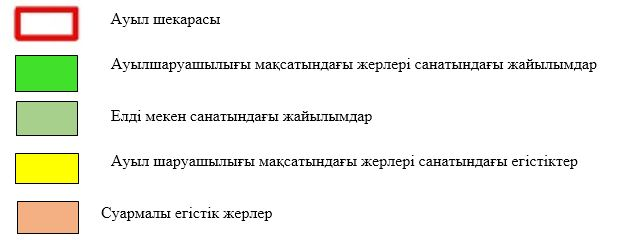 Ауыл шекарасы
Ауылшаруашылығы мақсатындағы жерлері санатындағы жайылымдар
Елді мекен санатындағы жайылымдар
Ауыл шаруашылығы мақсатындағы жерлері санатындағы егістіктер
Суармалы егістік жерлер